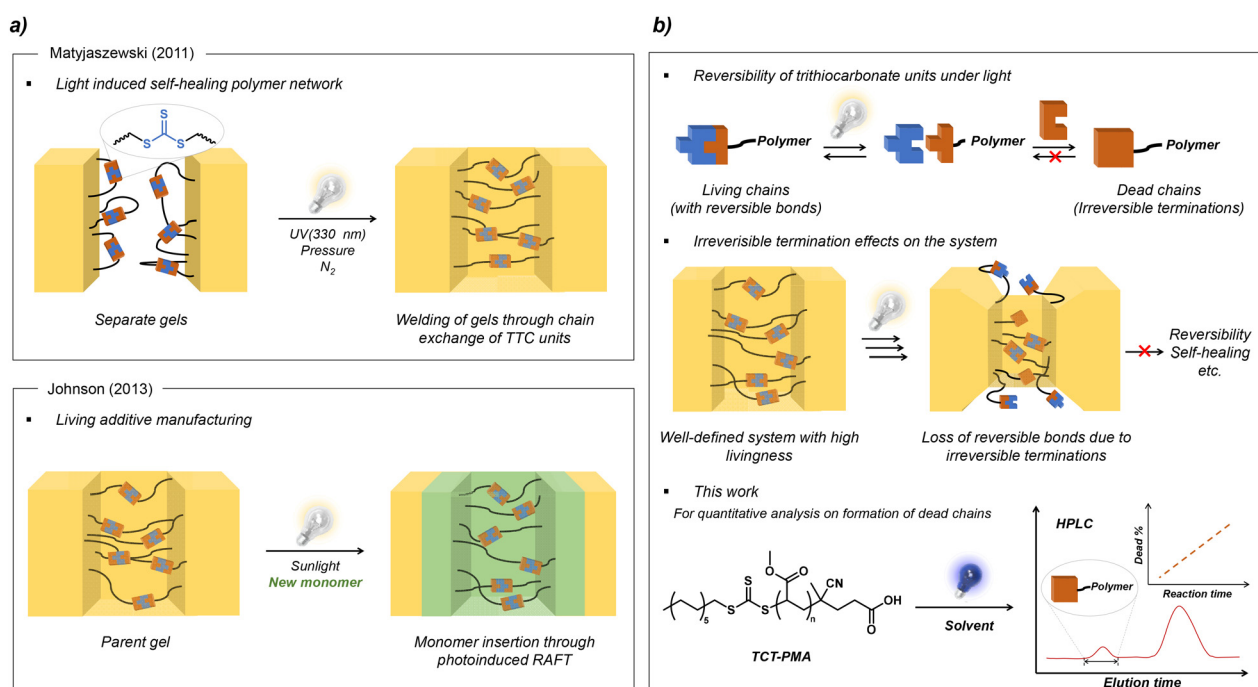 a)
Matyjaszewski (2011)
▪ Light induced self-healing polymer network
S
S S
UV(330 nm)
Pressure
N2
Separate gels
Welding of gels through chain
exchange of TTC units
Johnson (2013)
▪ Living additive manufacturing
Sunlight
New monomer
Parent gel
Monomer insertion through
photoinduced RAFT
b)
▪ Reversibility of trithiocarbonate units under light
Polymer
Polymer
Polymer
Living chains
(with reversible bonds)
Dead chains
(Irreversible terminations)
▪ Irreverisible termination effects on the system
Reversibility
Self-healing
etc.
Well-defined system with high
livingness
Loss of reversible bonds due to
irreversible terminations
▪ This work
For quantitative analysis on formation of dead chains
O O CN
S
5 S S n OH
O
TCT-PMA
Solvent
HPLC
Polymer
Dead %
Reaction time
Elution time